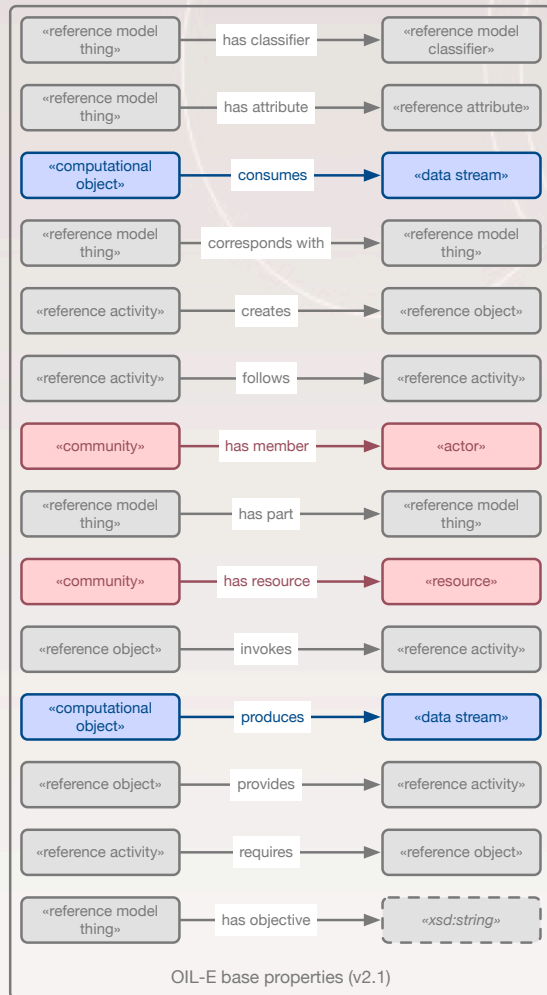 «reference model thing» has classifier «reference model classifier»
«reference model thing» has attribute «reference attribute»
«computational object» consumes «data stream»
«reference model thing» corresponds with «reference model thing»
«reference activity» creates «reference object»
«reference activity» follows «reference activity»
«community» has member «actor»
«reference model thing» has part «reference model thing»
«community» has resource «resource»
«reference object» invokes «reference activity»
«computational object» produces «data stream»
«reference object» provides «reference activity»
«reference activity» requires «reference object»
«reference model thing» has objective «xsd:string»
OIL-E base properties (v2.1)